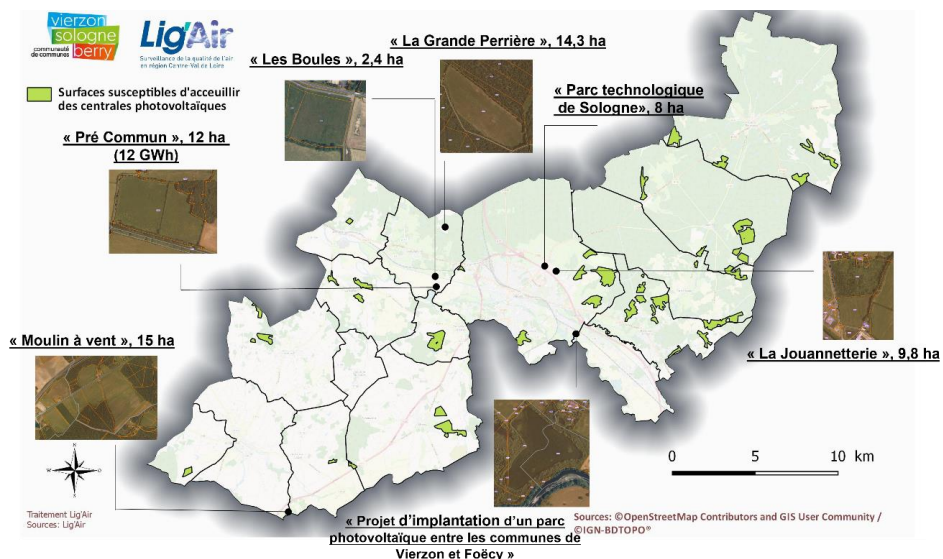 vierzon
sologne
berry
communauté
de communes
Lig'Air
Surveillance de la qualité de l'air
en région Centre-Val de Loire
« La Grande Perrière », 14,3 ha
« Les Boules », 2,4 ha
« Parc technologique
de Sologne», 8 ha
Surfaces susceptibles d'acceuillir
des centrales photovoltaïques
« Pré Commun », 12 ha
(12 GWh)
« Moulin à vent », 15 ha
« La Jouannetterie », 9,8 ha
0 5 10 km
Traitement Lig'Air
Sources: Lig'Air
« Projet d'implantation d'un parc
photovoltaïque entre les communes de
Vierzon et Foëcy »
Sources: ©OpenStreetMap Contributors and GIS User Community /
©IGN-BDTOPO®